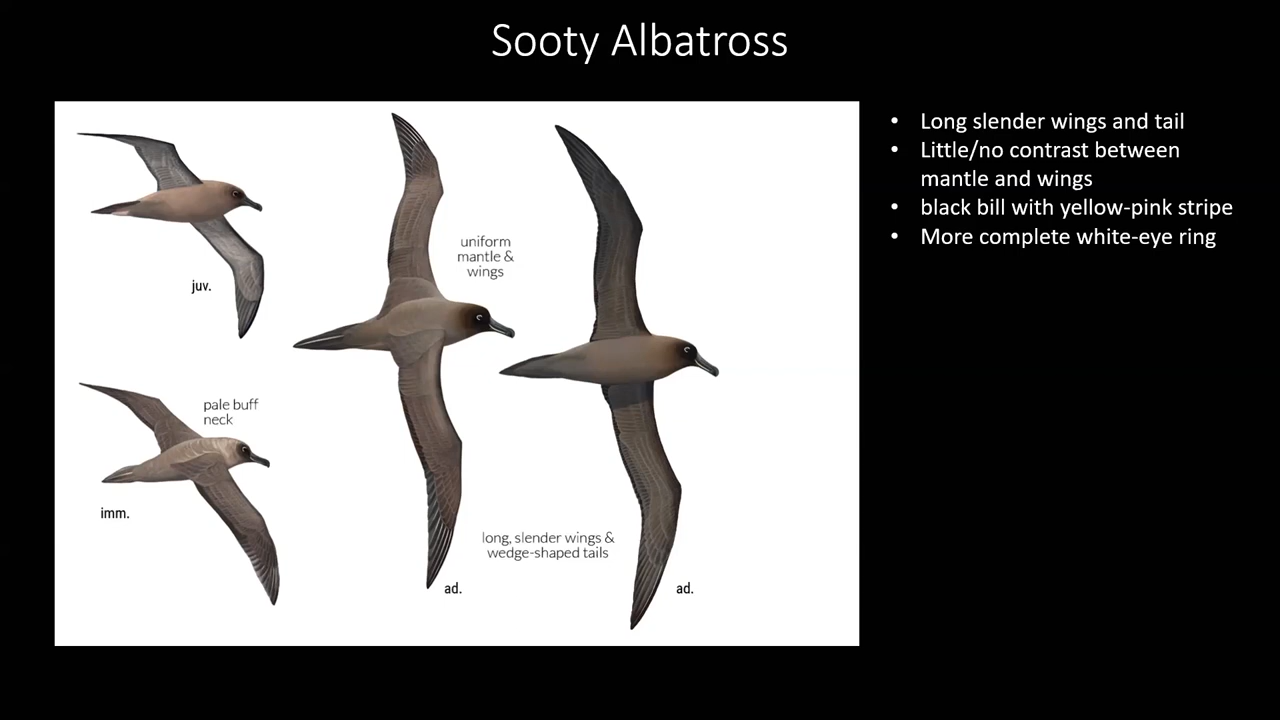 Sooty Albatross
• Long slender wings and tail
• Little/no contrast between
mantle and wings
• black bill with yellow-pink stripe
• More complete white-eye ring
juv.
uniform
mantle &
wings
pale buff
neck
imm.
long, slender wings &
wedge-shaped tails
ad.
ad.